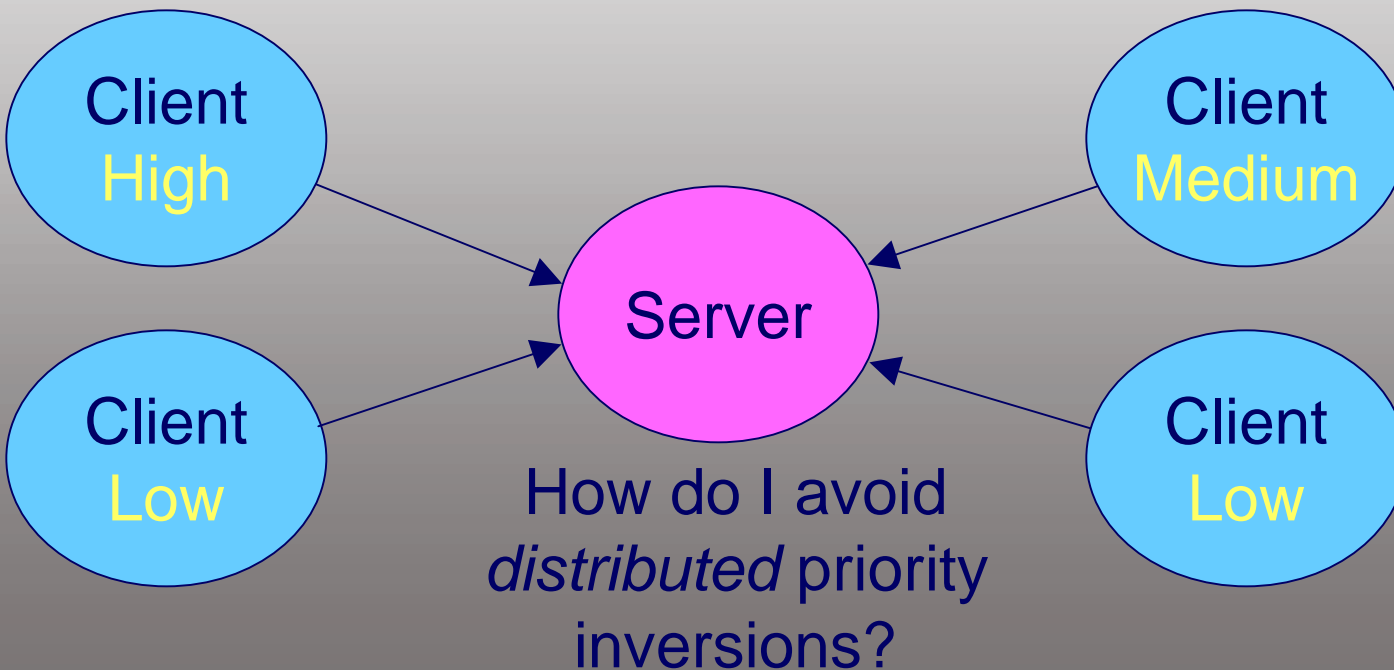 Client
High
Client
Medium
Server
Client
Low
Client
Low
How do I avoid
distributed priority
inversions?